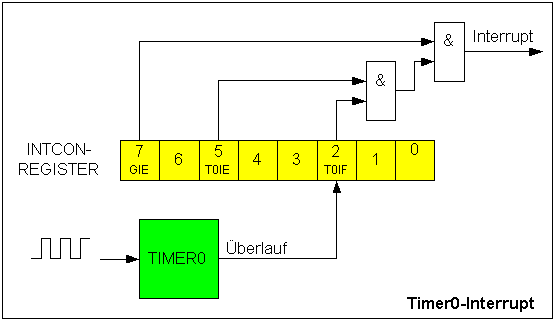 & Interrupt
&
INTCON-
REGISTER
7 6 5 4 3 2 1 0
GIE T0IE T0IF
TIMER0
Überlauf
Timer0-Interrupt